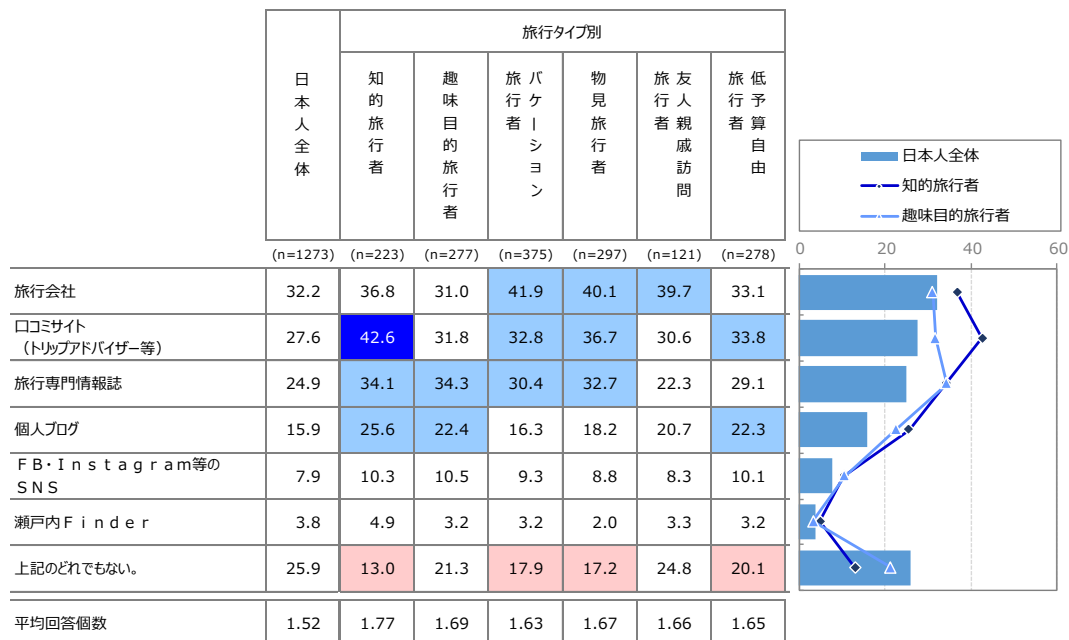 旅行タイプ別
日本人全体
知的旅行者
趣味目的旅行者
バケーション
旅行者
物見旅行者
友人親戚訪問
旅行者
低予算自由
旅行者
(n=1273) (n=223) (n=277) (n=375) (n=297) (n=121) (n=278)
旅行会社 32.2 36.8 31.0 41.9 40.1 39.7 33.1
口コミサイト
（トリップアドバイザー等） 27.6 42.6 31.8 32.8 36.7 30.6 33.8
旅行専門情報誌 24.9 34.1 34.3 30.4 32.7 22.3 29.1
個人ブログ 15.9 25.6 22.4 16.3 18.2 20.7 22.3
ＦＢ・Ｉｎｓｔａｇｒａｍ等の
ＳＮＳ 7.9 10.3 10.5 9.3 8.8 8.3 10.1
瀬戸内Ｆｉｎｄｅｒ 3.8 4.9 3.2 3.2 2.0 3.3 3.2
上記のどれでもない。 25.9 13.0 21.3 17.9 17.2 24.8 20.1
平均回答個数 1.52 1.77 1.69 1.63 1.67 1.66 1.65
日本人全体
知的旅行者
趣味目的旅行者
0 20 40 60